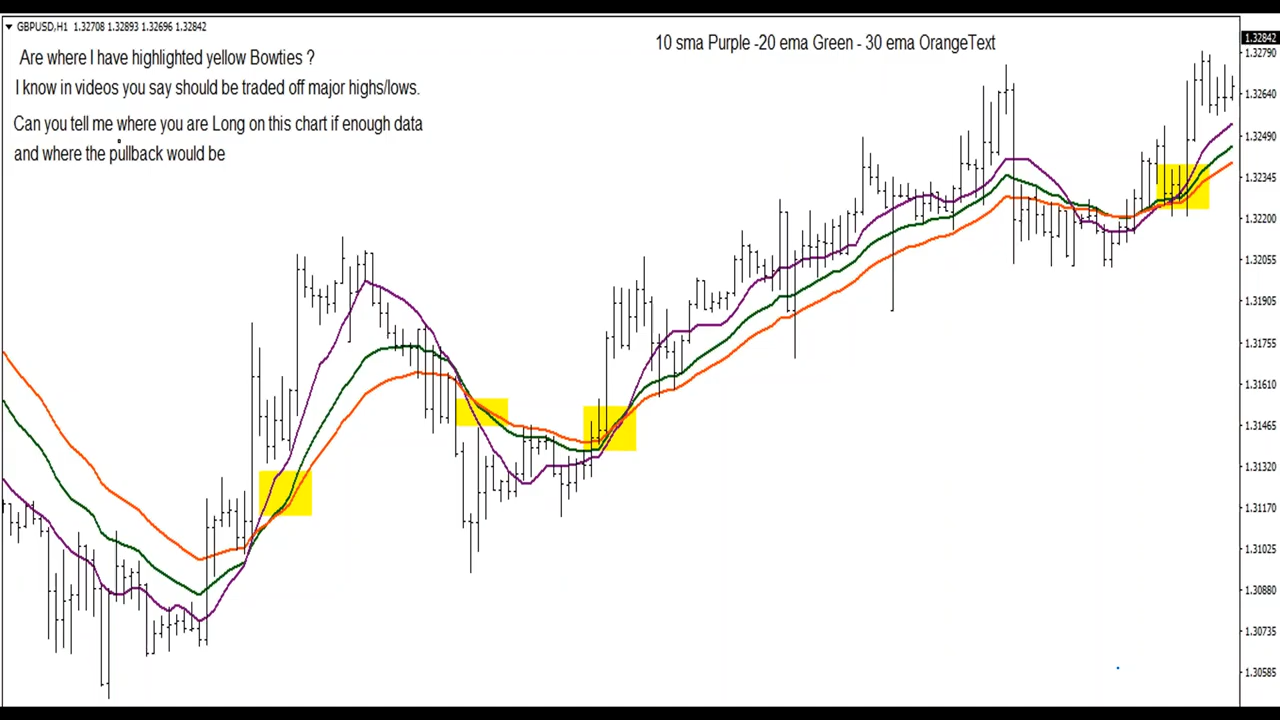 GBPUSD,H1 1.32708 1.32893 1.32696 1.32842
Are where I have highlighted yellow Bowties ?
I know in videos you say should be traded off major highs/lows.
Can you tell me where you are Long on this chart if enough data
and where the pullback would be
10 sma Purple -20 ema Green - 30 ema OrangeText
1.32842
1.32790
1.32640
1.32490
1.32345
1.32200
1.32055
1.31905
1.31755
1.31610
1.31465
1.31320
1.31170
1.31025
1.30880
1.30735
1.30585